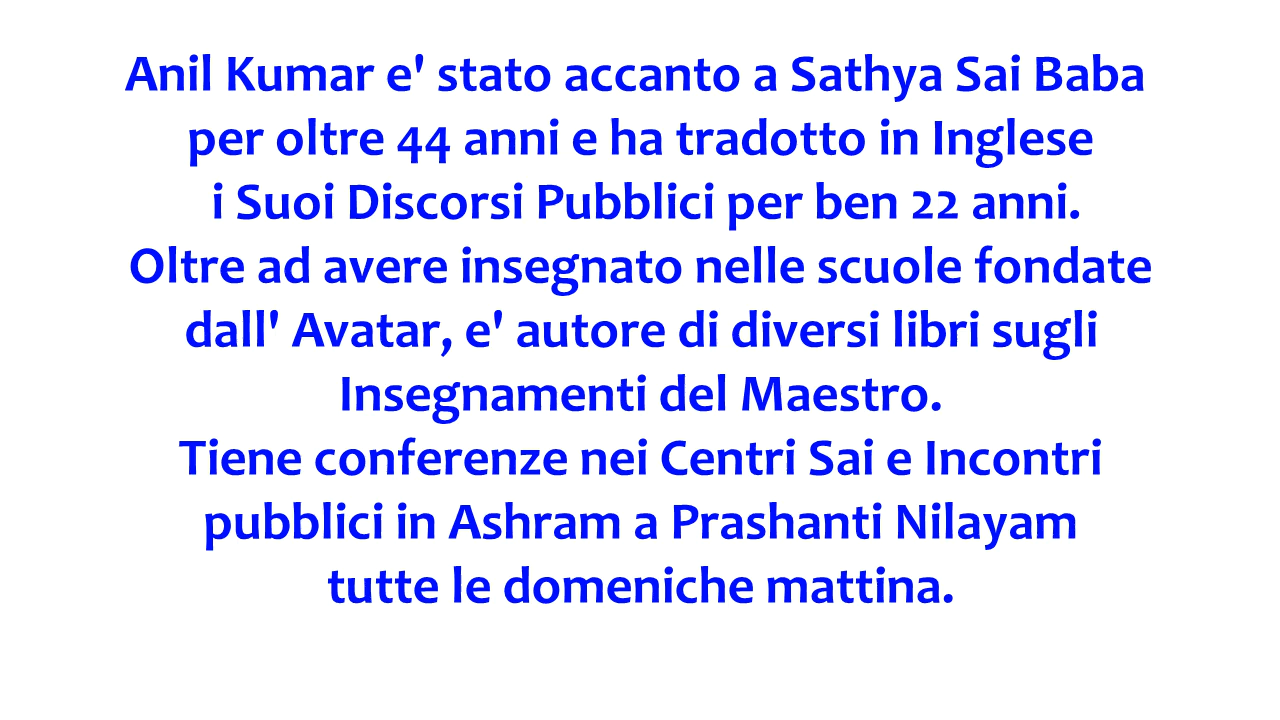 Anil Kumar e' stato accanto a Sathya Sai Baba
per oltre 44 anni e ha tradotto in Inglese
i Suoi Discorsi Pubblici per ben 22 anni.
Oltre ad avere insegnato nelle scuole fondate
dall' Avatar, e' autore di diversi libri sugli
Insegnamenti del Maestro.
Tiene conferenze nei Centri Sai e Incontri
pubblici in Ashram a Prashanti Nilayam
tutte le domeniche mattina.